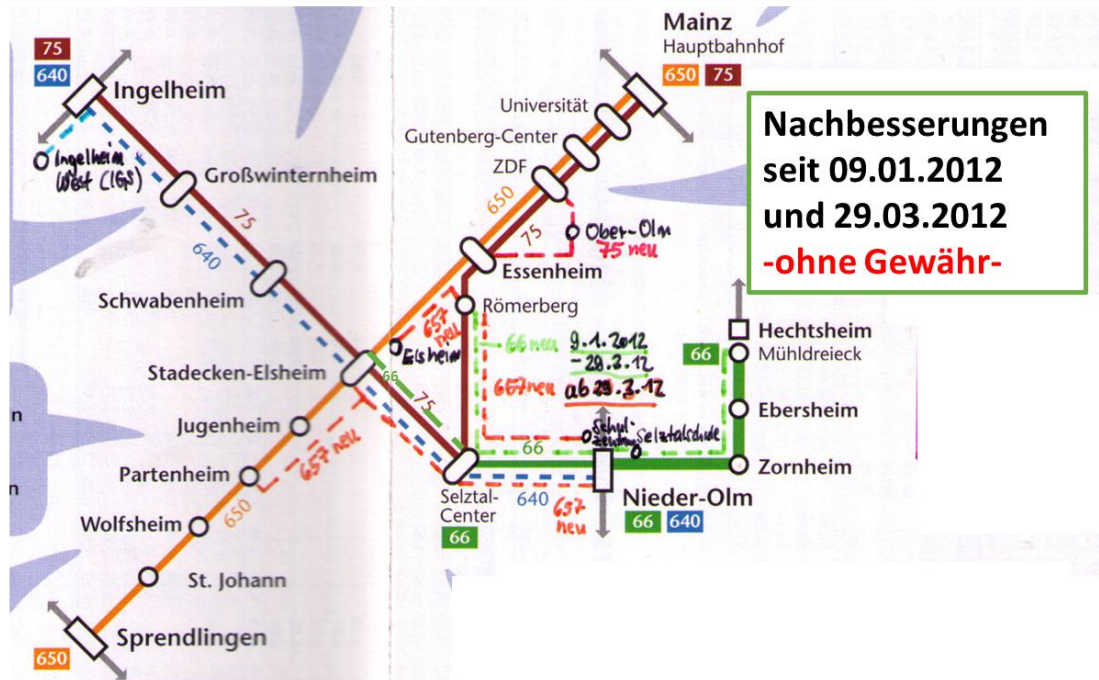 75
640
Ingelheim
Ingelheim
West (IGS)
Großwinternheim
75
640
Schwabenheim
Stadecken-Elsheim
Jugenheim
Partenheim
657 neu
650
Wolfsheim
St. Johann
Sprendlingen
650
n
n
Mainz
Hauptbahnhof
650 75
Universität
Gutenberg-Center
ZDF
650
75
Ober-Olm
75 neu
Essenheim
Römerberg
657
neu
Elsheim
66
75
66 neu
9.1.2012
- 28.3.12
667 neu
ab 29.3.12
Schul-
zentrum
Selztalschule
66
Selztal-
Center
66
640
657
neu
Nieder-Olm
66 640
Hechtsheim
66
Mühldreieck
Ebersheim
Zornheim
Nachbesserungen
seit 09.01.2012
und 29.03.2012
-ohne Gewähr-